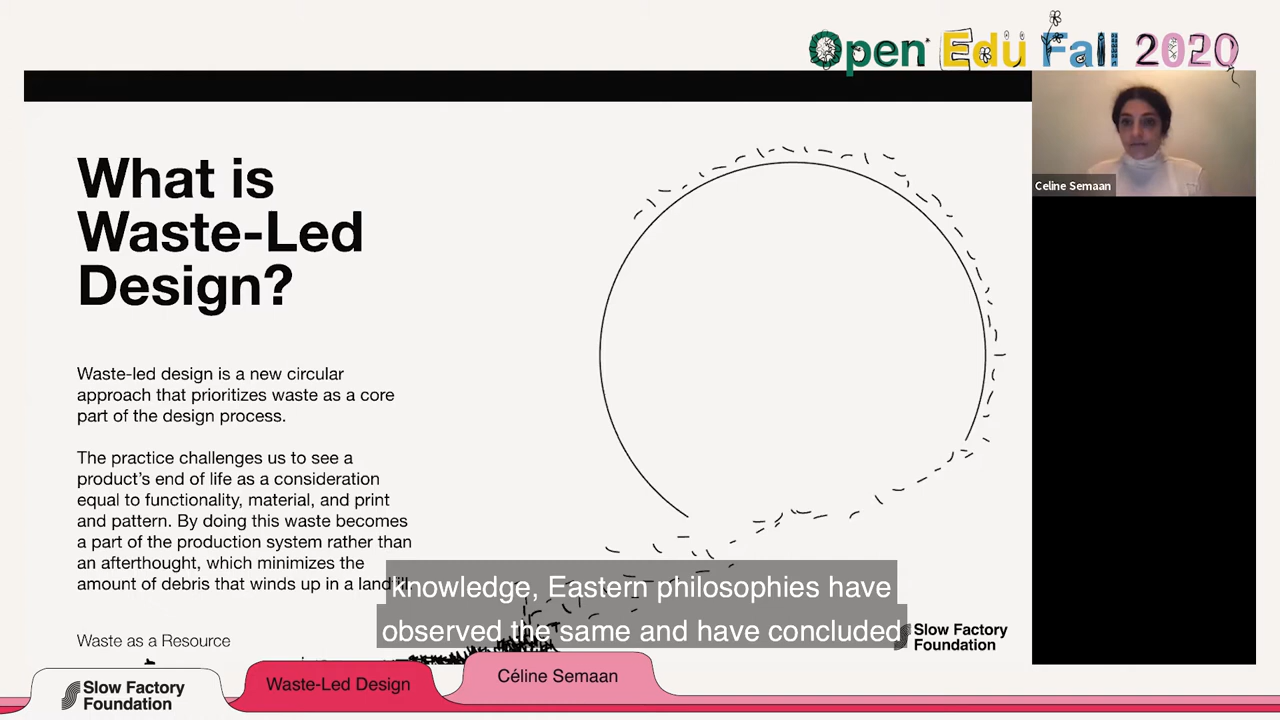 Open Edu Fall 2020
What is
Waste-Led
Design?
Celine Semaan
Waste-led design is a new circular
approach that prioritizes waste as a core
part of the design process.
The practice challenges us to see a
product's end of life as a consideration
equal to functionality, material, and print
and pattern. By doing this waste becomes
a part of the production system rather than
an afterthought, which minimizes the
amount of debris that winds up in a landfill.
knowledge, Eastern philosophies have
observed the same and have concluded
Waste as a Resource
Slow Factory
Foundation
Slow Factory
Foundation
Waste-Led Design
Céline Semaan